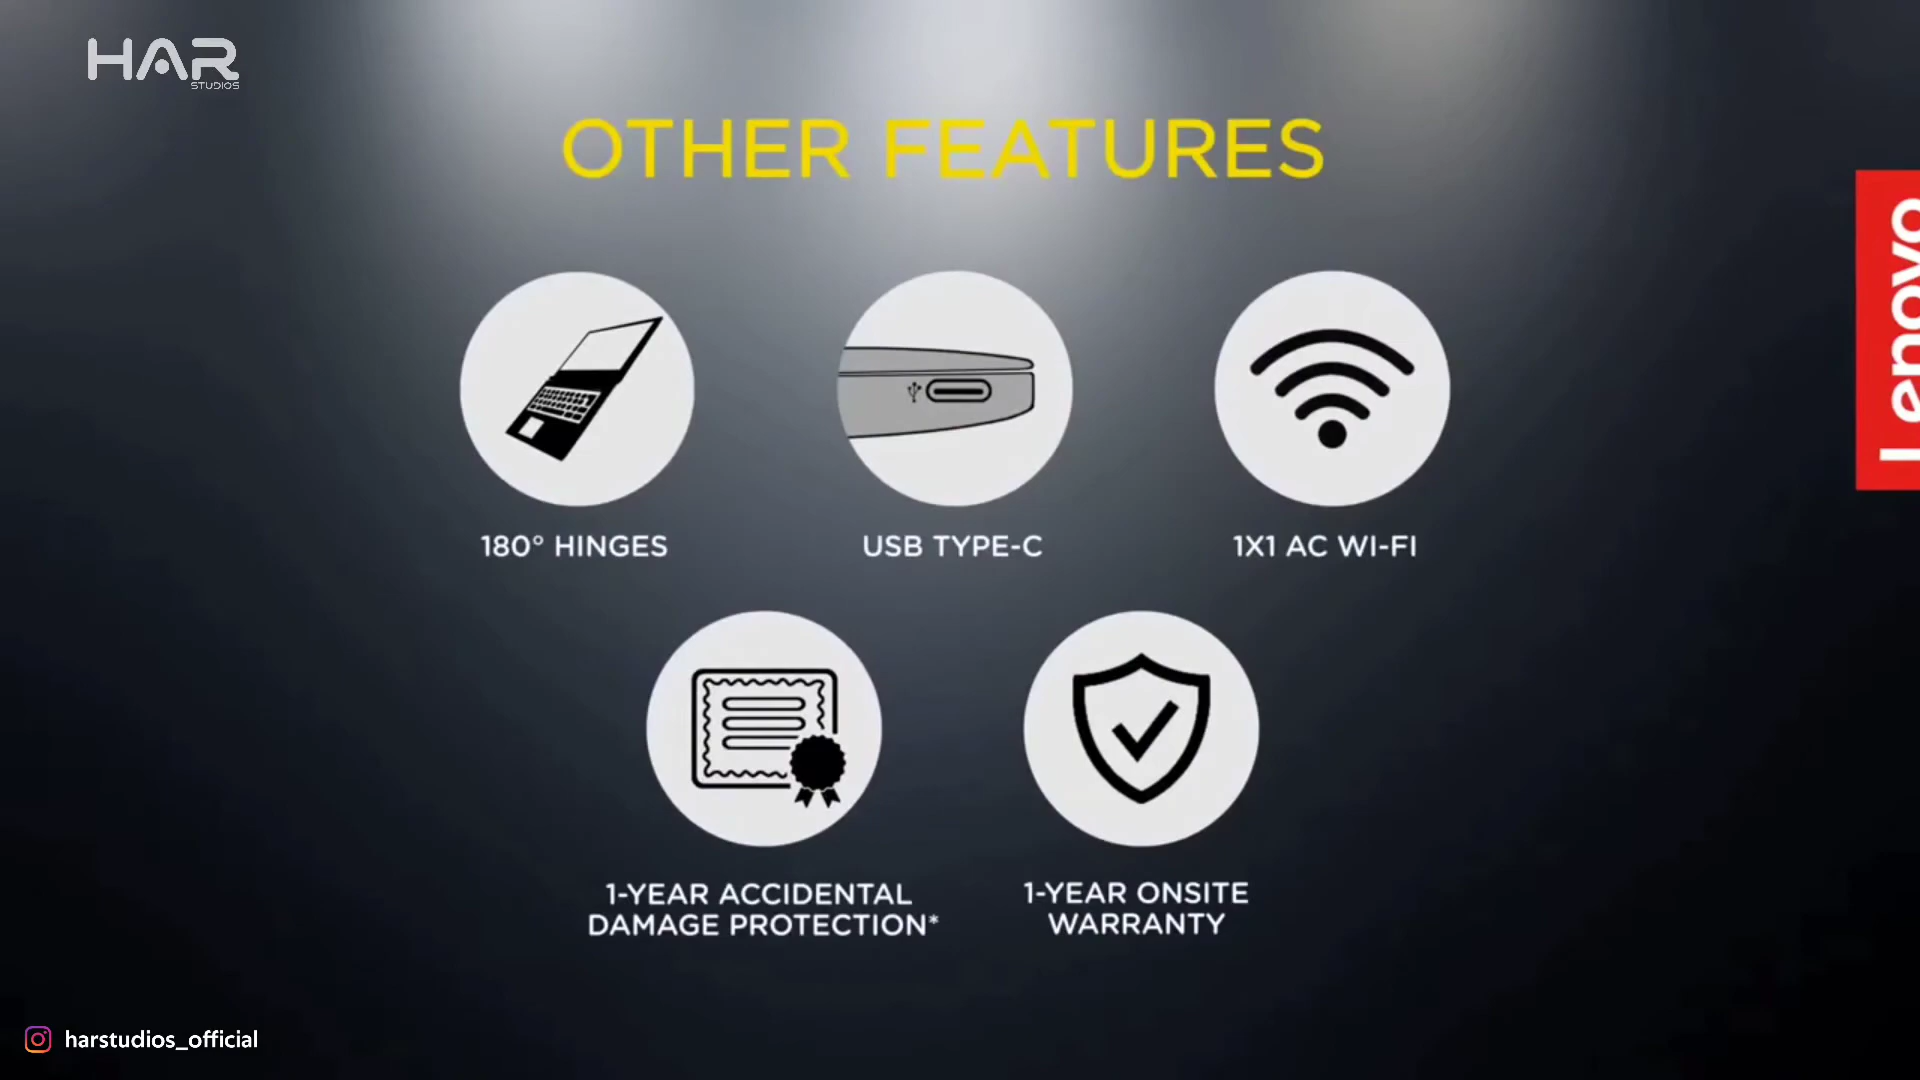 HAR
STUDIOS
OTHER FEATURES
Lenovo
180° HINGES
USB TYPE-C
1X1 AC WI-FI
1-YEAR ACCIDENTAL
DAMAGE PROTECTION*
1-YEAR ONSITE
WARRANTY
harstudios_official